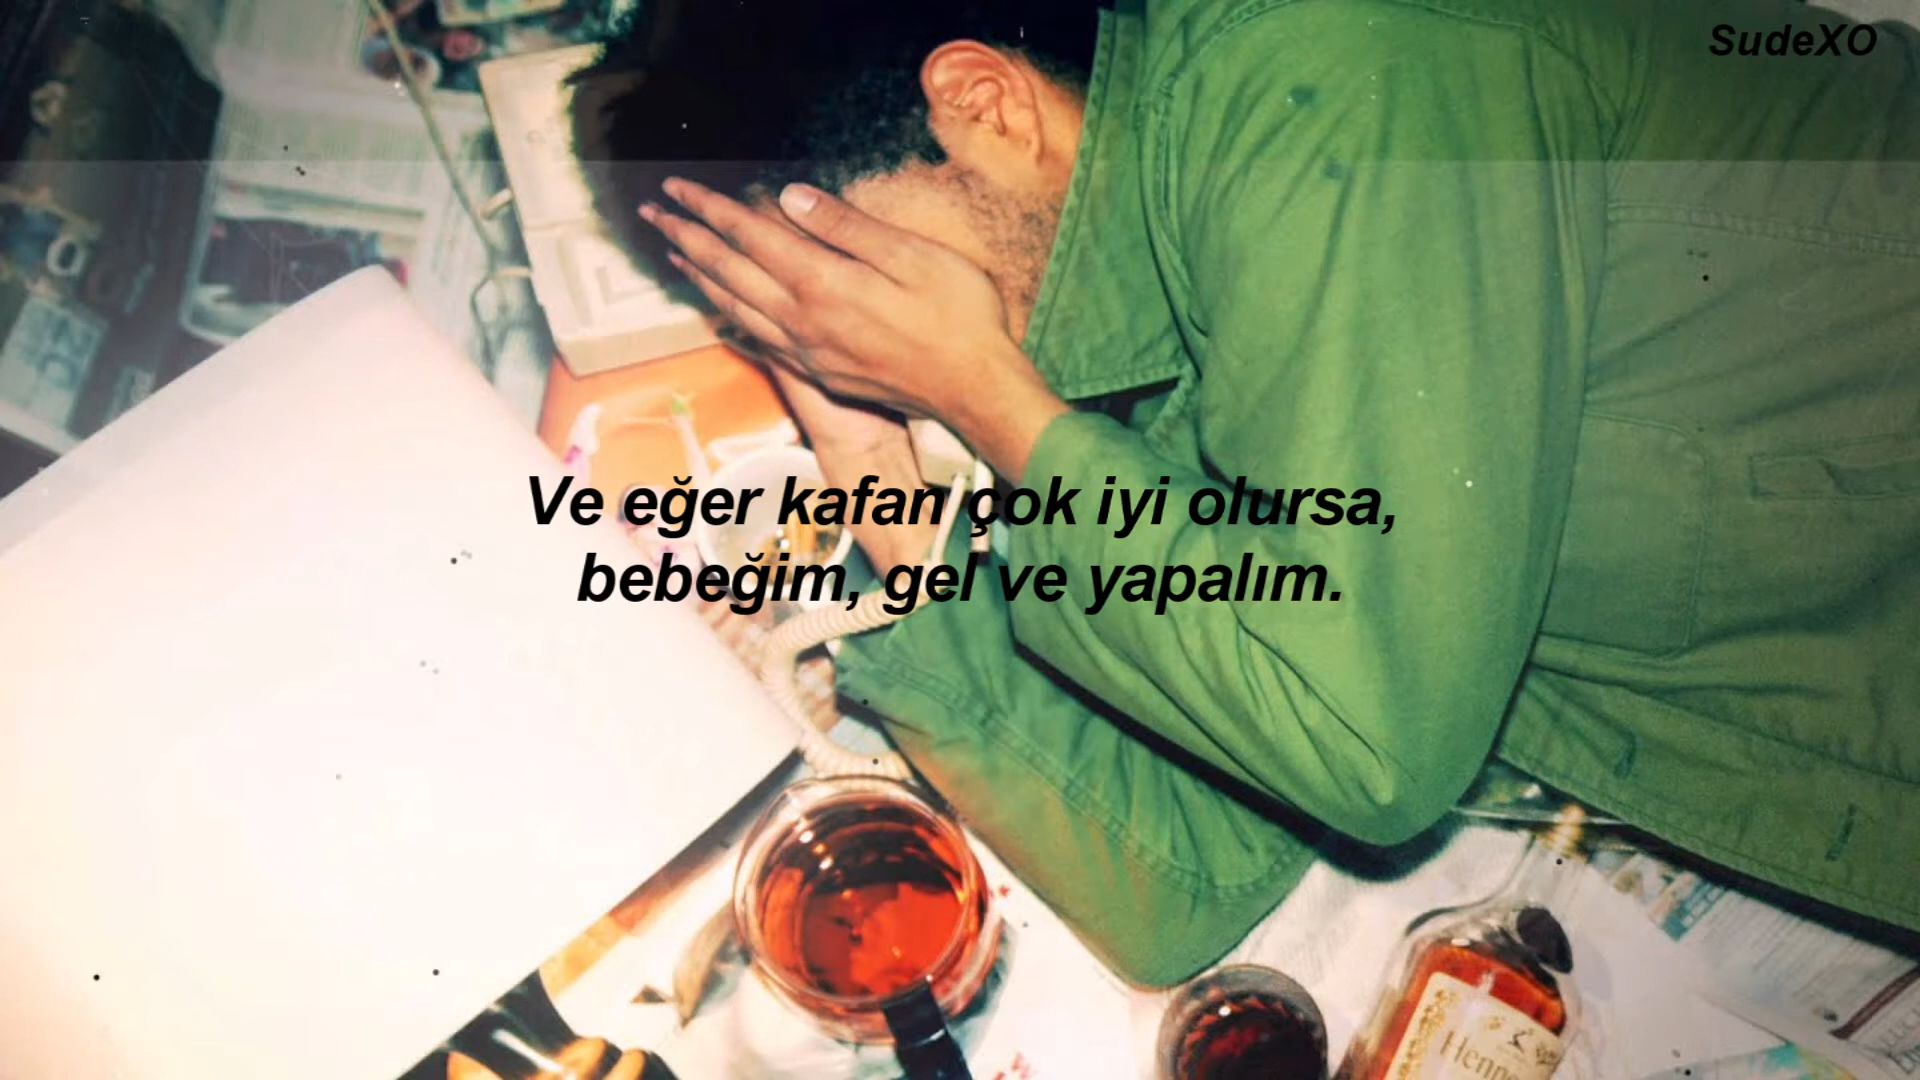 SudeXO
Ve eğer kafan çok iyi olursa,
bebeğim, gel ve yapalım.